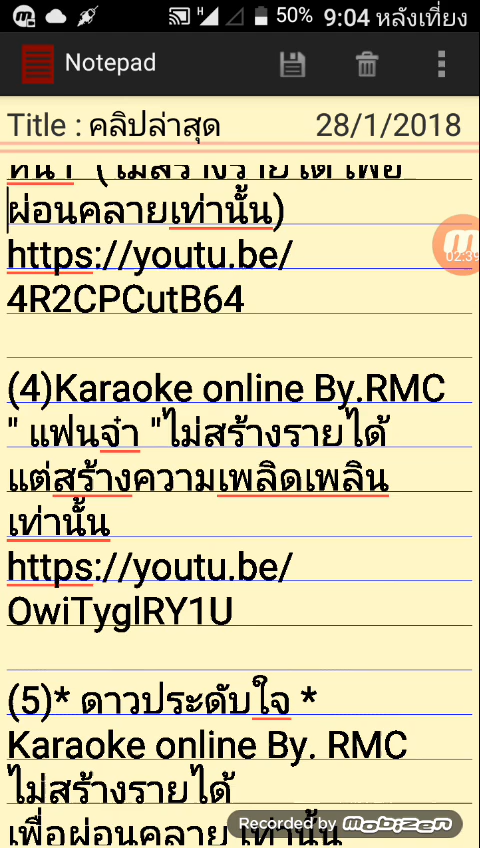 H 50% 9:04 หลังเที่ยง
Notepad
Title : คลิปล่าสุด 28/1/2018
ผ่อนคลายเท่านั้น)
https://youtu.be/
02:39
4R2CPCutB64
(4)Karaoke online By.RMC
" แฟนจ๋า "ไม่สร้างรายได้
แต่สร้างความเพลิดเพลิน
เท่านั้น
https://youtu.be/
OwiTyglRY1U
(5)* ดาวประดับใจ *
Karaoke online By. RMC
ไม่สร้างรายได้
เพื่อผ่อนคลาย เท่านั้น
Recorded by mobizen